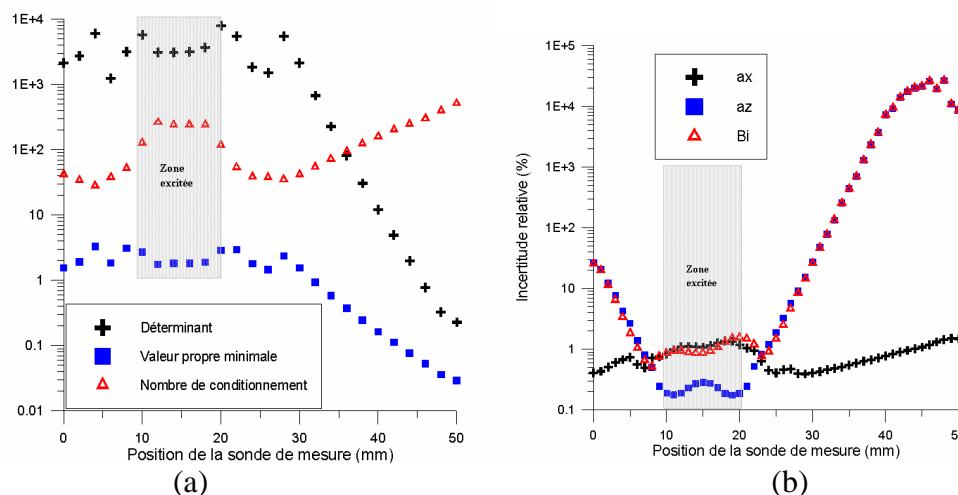 1E+4
1E+3
1E+2
10
1
0.1
0.01
Zone
excitée
Déterminant
Valeur propre minimale
Nombre de conditionnement
0 10 20 30 40 50
Position de la sonde de mesure (mm)
(a)
1E+5
1E+4
1E+3
1E+2
10
1
0.1
Incertitude relative (%)
ax
az
Bi
Zone
excitée
0 10 20 30 40 50
Position de la sonde de mesure (mm)
(b)